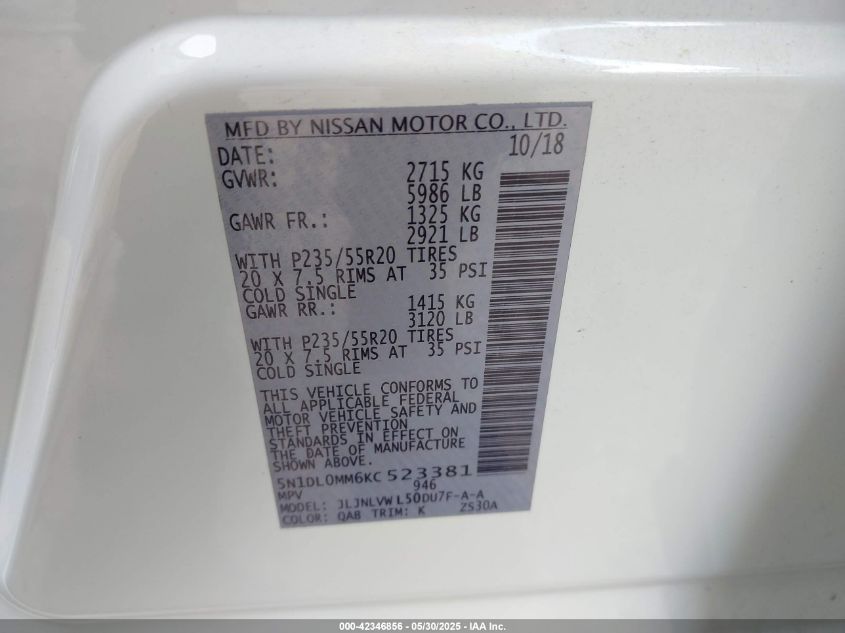 MFD BY NISSAN MOTOR CO., LTD.
DATE: 10/18
GVWR: 2715 KG
5986 LB
GAWR FR.: 1325 KG
2921 LB
WITH P235/55R20 TIRES
20 X 7.5 RIMS AT 35 PSI
COLD SINGLE
GAWR RR.: 1415 KG
3120 LB
WITH P235/55R20 TIRES
20 X 7.5 RIMS AT 35 PSI
COLD SINGLE
THIS VEHICLE CONFORMS TO
ALL APPLICABLE FEDERAL
MOTOR VEHICLE SAFETY AND
THEFT PREVENTION
STANDARDS IN EFFECT ON
THE DATE OF MANUFACTURE
SHOWN ABOVE.
5N1DL0MM6KC 523381
MPV 946
MODEL: JLJNLVW L50DU7F-A-A
COLOR: QAB TRIM: K ZS30A
000-42346856 - 05/30/2025 - IAA Inc.